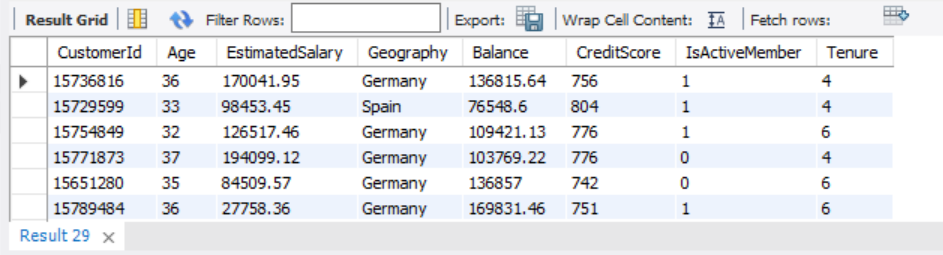 Result Grid Filter Rows: Export: Wrap Cell Content: IA Fetch rows:
CustomerId Age EstimatedSalary Geography Balance CreditScore IsActiveMember Tenure
15736816 36 170041.95 Germany 136815.64 756 1 4
15729599 33 98453.45 Spain 76548.6 804 1 4
15754849 32 126517.46 Germany 109421.13 776 1 6
15771873 37 194099.12 Germany 103769.22 776 0 4
15651280 35 84509.57 Germany 136857 742 0 6
15789484 36 27758.36 Germany 169831.46 751 1 6
Result 29